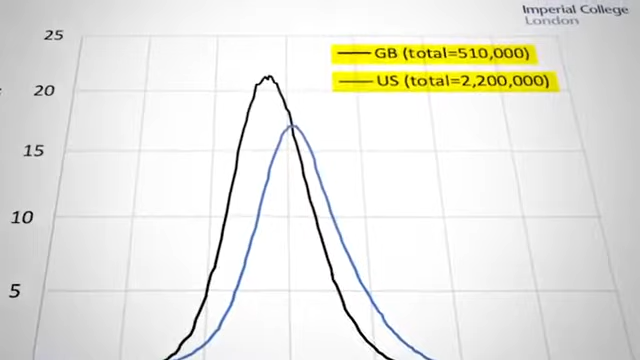 Imperial College
London
25
GB (total=510,000)
US (total=2,200,000)
20
15
10
5